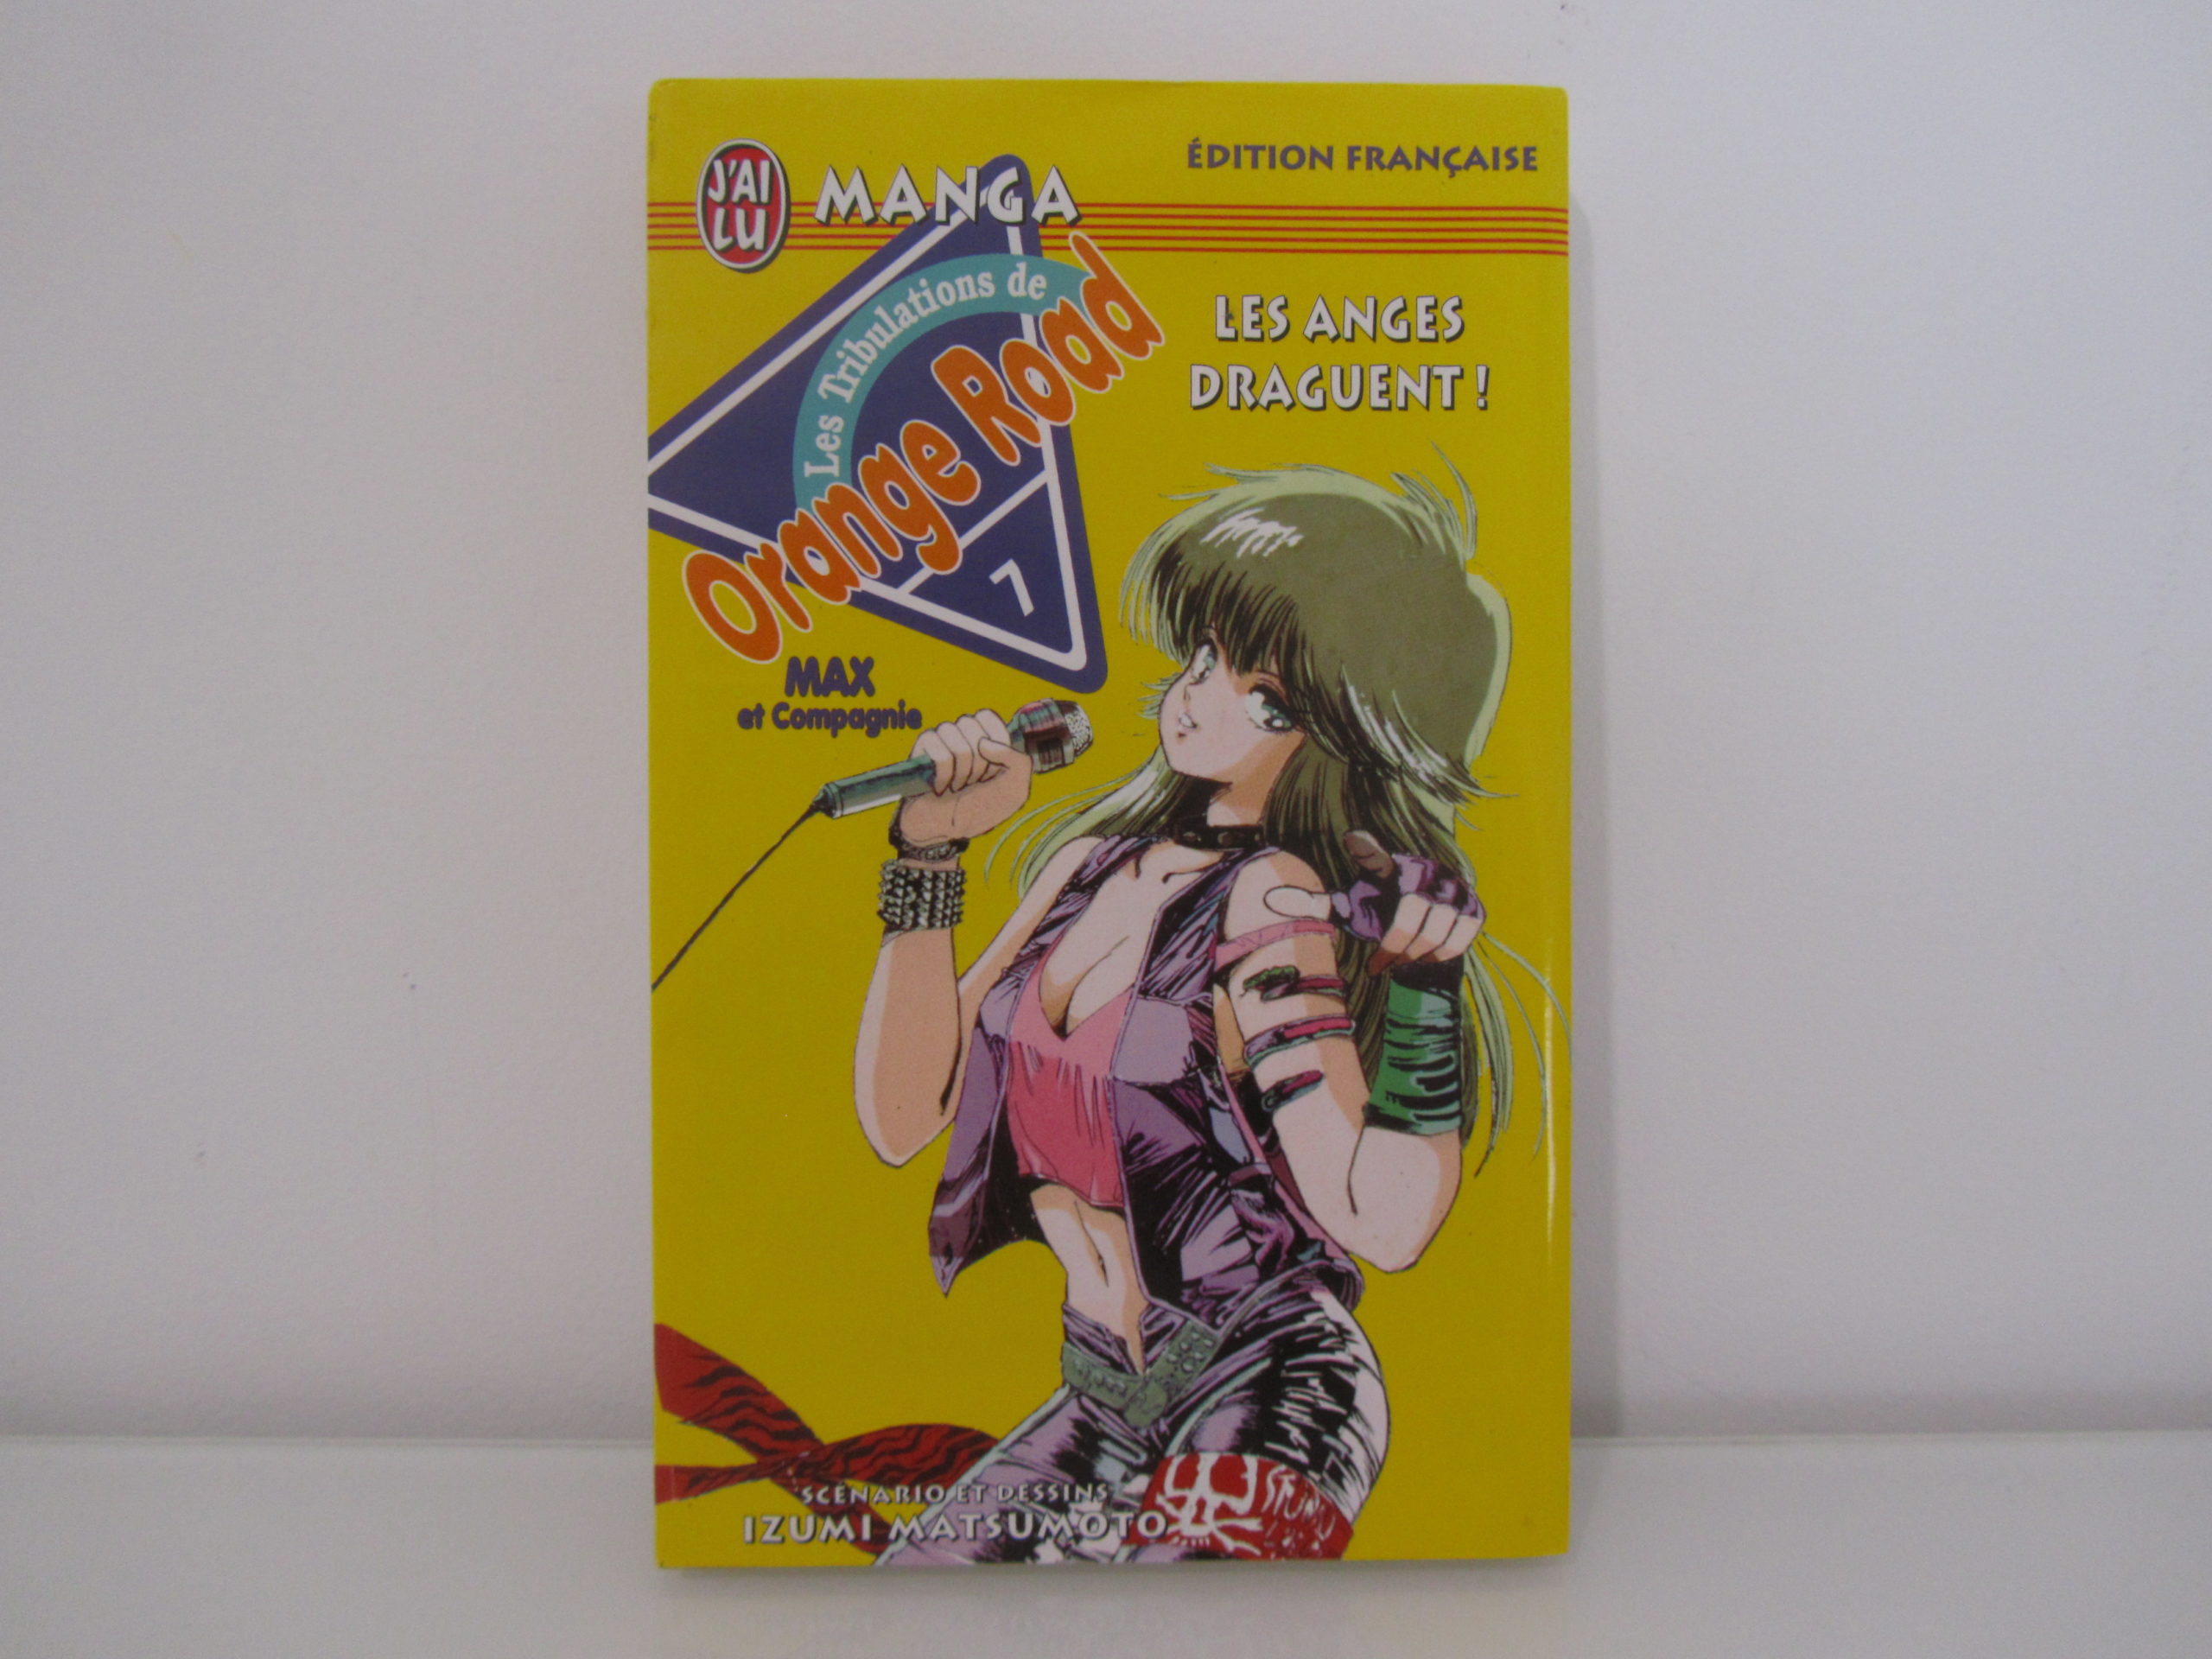 J'AI
LU
MANGA
ÉDITION FRANÇAISE
Les Tribulations de
Orange Road
7
LES ANGES
DRAGUENT !
MAX
et Compagnie
SCÉNARIO ET DESSINS
IZUMI MATSUMOTO